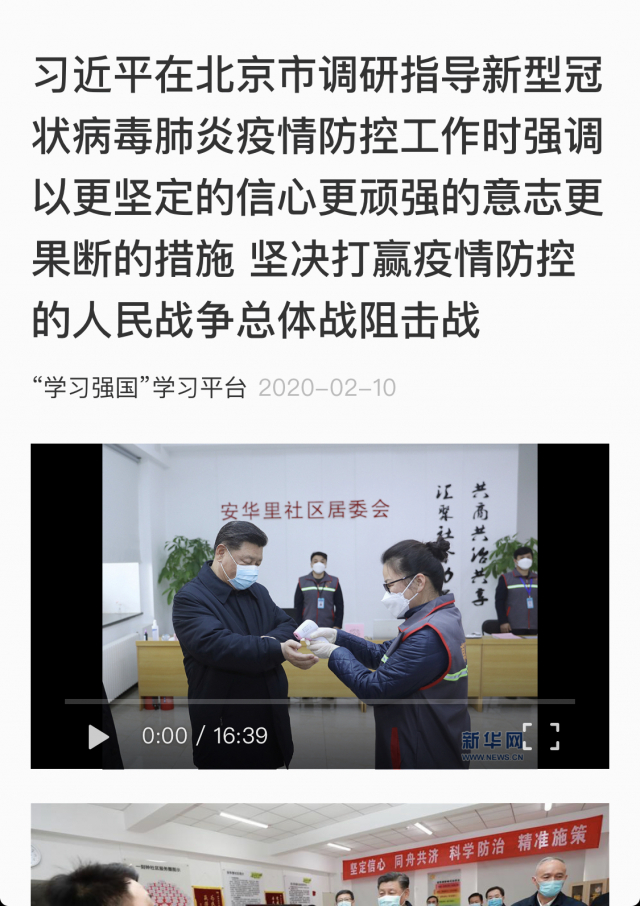 习近平在北京市调研指导新型冠
状病毒肺炎疫情防控工作时强调
以更坚定的信心更顽强的意志更
果断的措施 坚决打赢疫情防控
的人民战争总体战阻击战
“学习强国”学习平台 2020-02-10
安华里社区居委会
共商共治共享
汇聚社
力
0:00 / 16:39
新华网
WWW.NEWS.CN
坚定信心 同舟共济 科学防治 精准施策